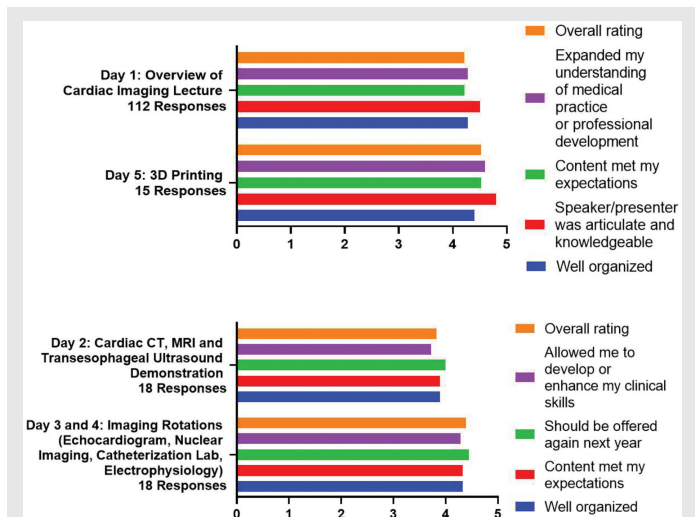 Overall rating
Expanded my
understanding
of medical
practice
or professional
development
Content met my
expectations
Speaker/presenter
was articulate and
knowledgeable
Well organized
Day 1: Overview of
Cardiac Imaging Lecture
112 Responses
Day 5: 3D Printing
15 Responses
0 1 2 3 4 5
Overall rating
Allowed me to
develop or
enhance my clinical
skills
Should be offered
again next year
Content met my
expectations
Well organized
Day 2: Cardiac CT, MRI and
Transesophageal Ultrasound
Demonstration
18 Responses
Day 3 and 4: Imaging Rotations
(Echocardiogram, Nuclear
Imaging, Catheterization Lab,
Electrophysiology)
18 Responses
0 1 2 3 4 5